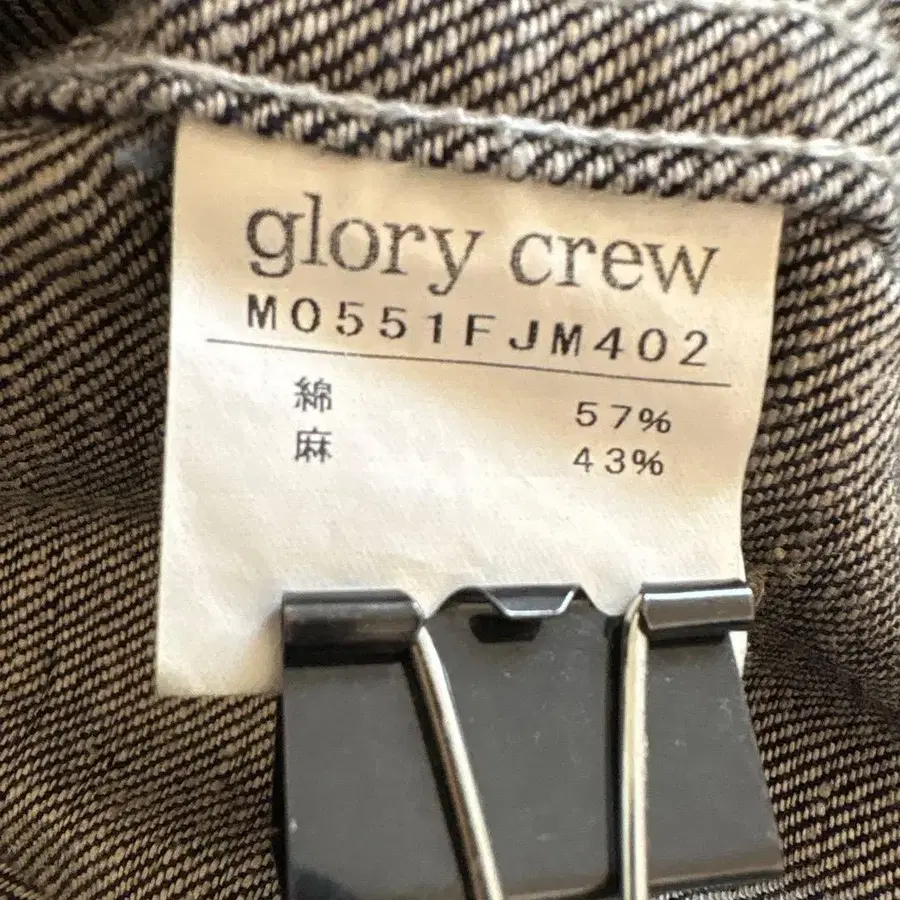 glory crew
M0551FJM402
綿 57%
麻 43%